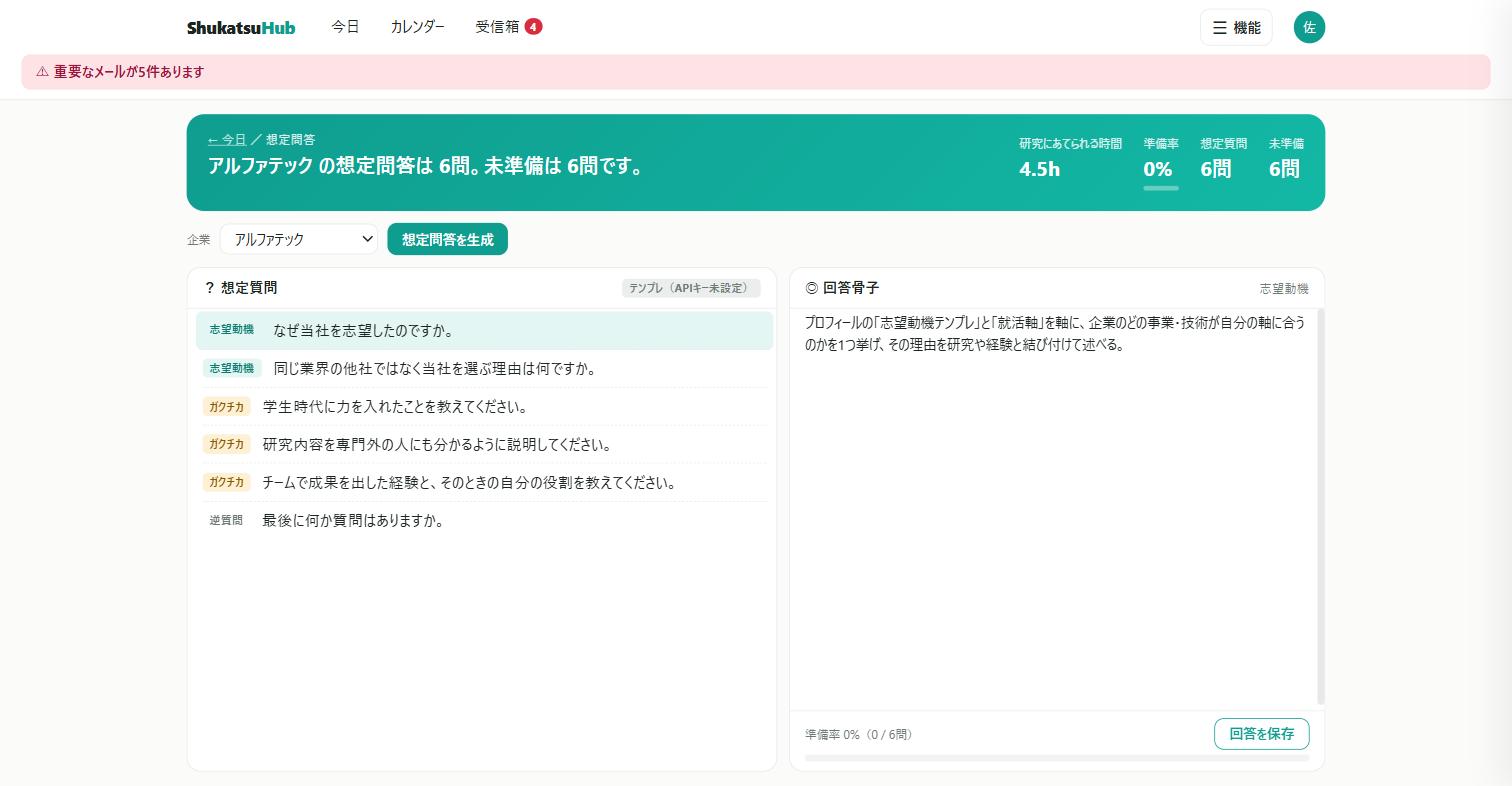 ShukatsuHub 今日 カレンダー 受信箱 4 ☰ 機能 佐
⚠ 重要なメールが5件あります
← 今日 ／ 想定問答
アルファテック の想定問答は 6問。未準備は 6問です。
研究にあてられる時間 準備率 想定質問 未準備
4.5h 0% 6問 6問
企業 アルファテック 想定問答を生成
? 想定質問 テンプレ（APIキー未設定）
志望動機 なぜ当社を志望したのですか。
志望動機 同じ業界の他社ではなく当社を選ぶ理由は何ですか。
ガクチカ 学生時代に力を入れたことを教えてください。
ガクチカ 研究内容を専門外の人にも分かるように説明してください。
ガクチカ チームで成果を出した経験と、そのときの自分の役割を教えてください。
逆質問 最後に何か質問はありますか。
◎ 回答骨子 志望動機
プロフィールの「志望動機テンプレ」と「就活軸」を軸に、企業のどの事業・技術が自分の軸に合う
のかを1つ挙げ、その理由を研究や経験と結び付けて述べる。
準備率 0%（0 / 6問） 回答を保存